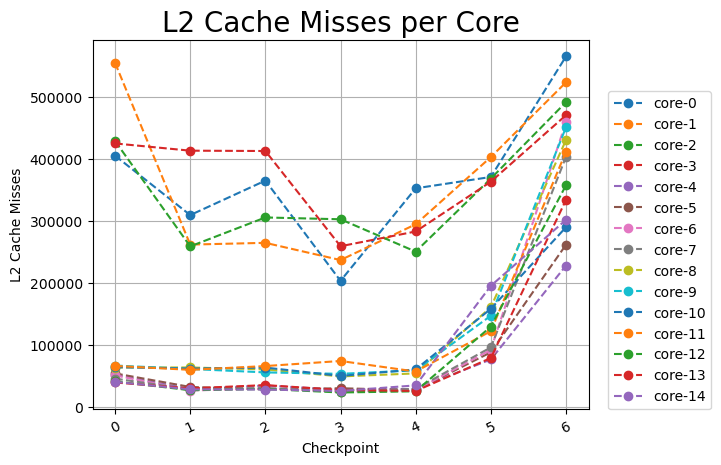 L2 Cache Misses per Core
L2 Cache Misses
500000
400000
300000
200000
100000
0
0
1
2
3
4
5
6
Checkpoint
core-0
core-1
core-2
core-3
core-4
core-5
core-6
core-7
core-8
core-9
core-10
core-11
core-12
core-13
core-14